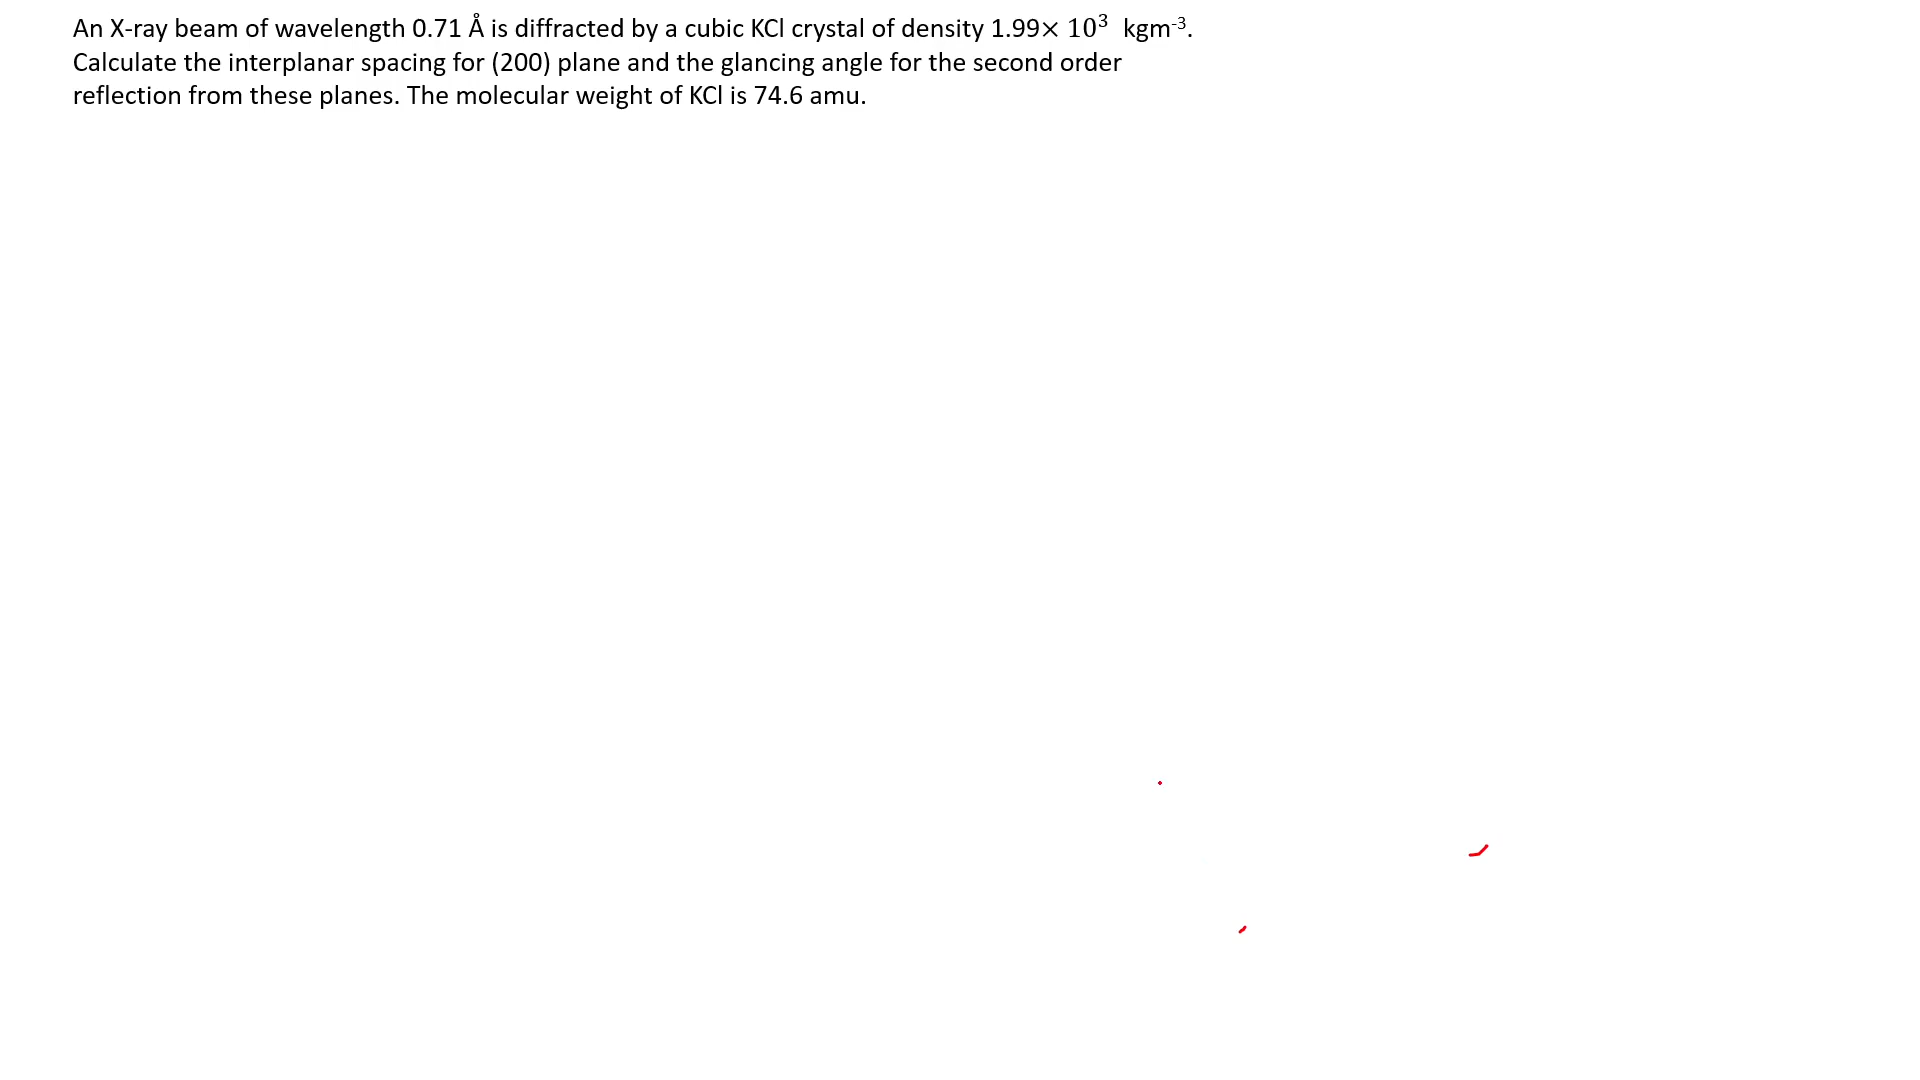 An X-ray beam of wavelength 0.71 Å is diffracted by a cubic KCl crystal of density 1.99× 10³ kgm⁻³.
Calculate the interplanar spacing for (200) plane and the glancing angle for the second order
reflection from these planes. The molecular weight of KCl is 74.6 amu.